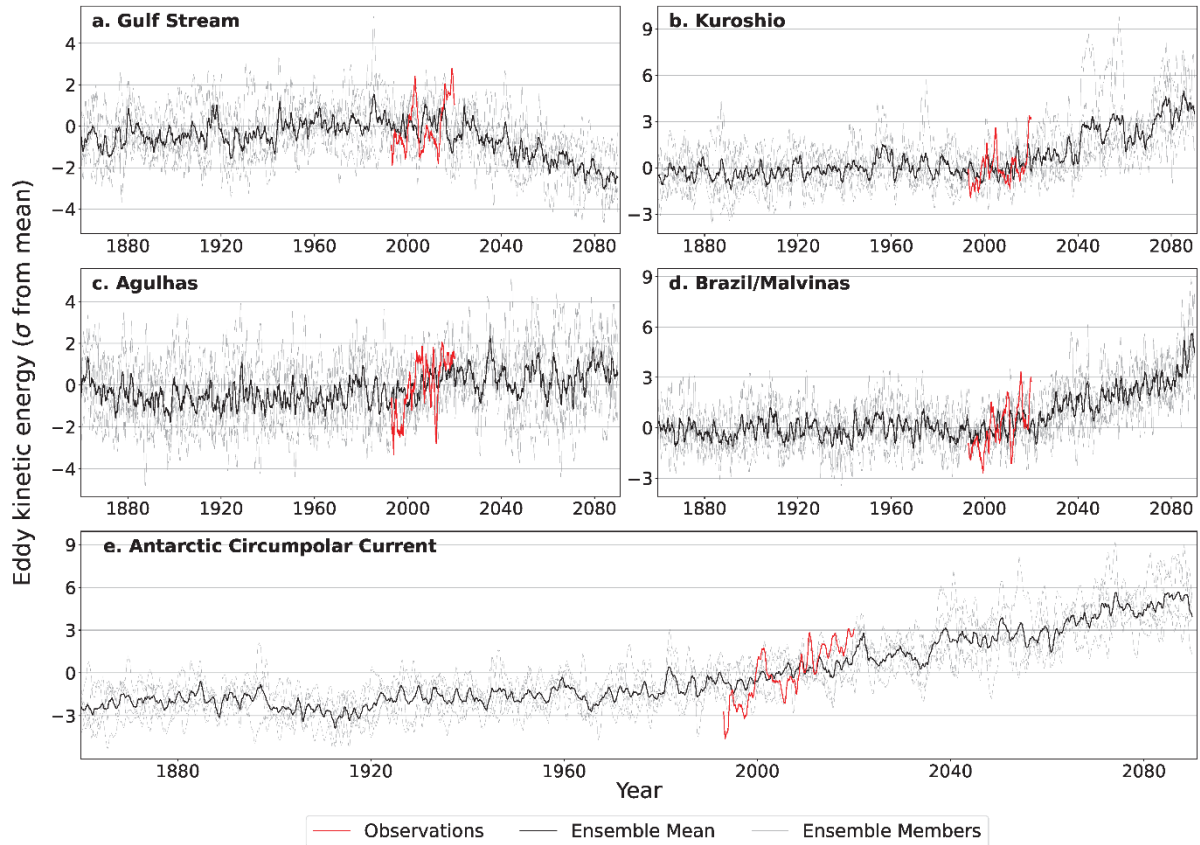 Eddy kinetic energy (σ from mean)
a. Gulf Stream
4
2
0
−2
−4
1880 1920 1960 2000 2040 2080
b. Kuroshio
9
6
3
0
−3
1880 1920 1960 2000 2040 2080
c. Agulhas
4
2
0
−2
−4
1880 1920 1960 2000 2040 2080
d. Brazil/Malvinas
9
6
3
0
−3
1880 1920 1960 2000 2040 2080
e. Antarctic Circumpolar Current
9
6
3
0
−3
1880 1920 1960 2000 2040 2080
Year
Observations Ensemble Mean Ensemble Members